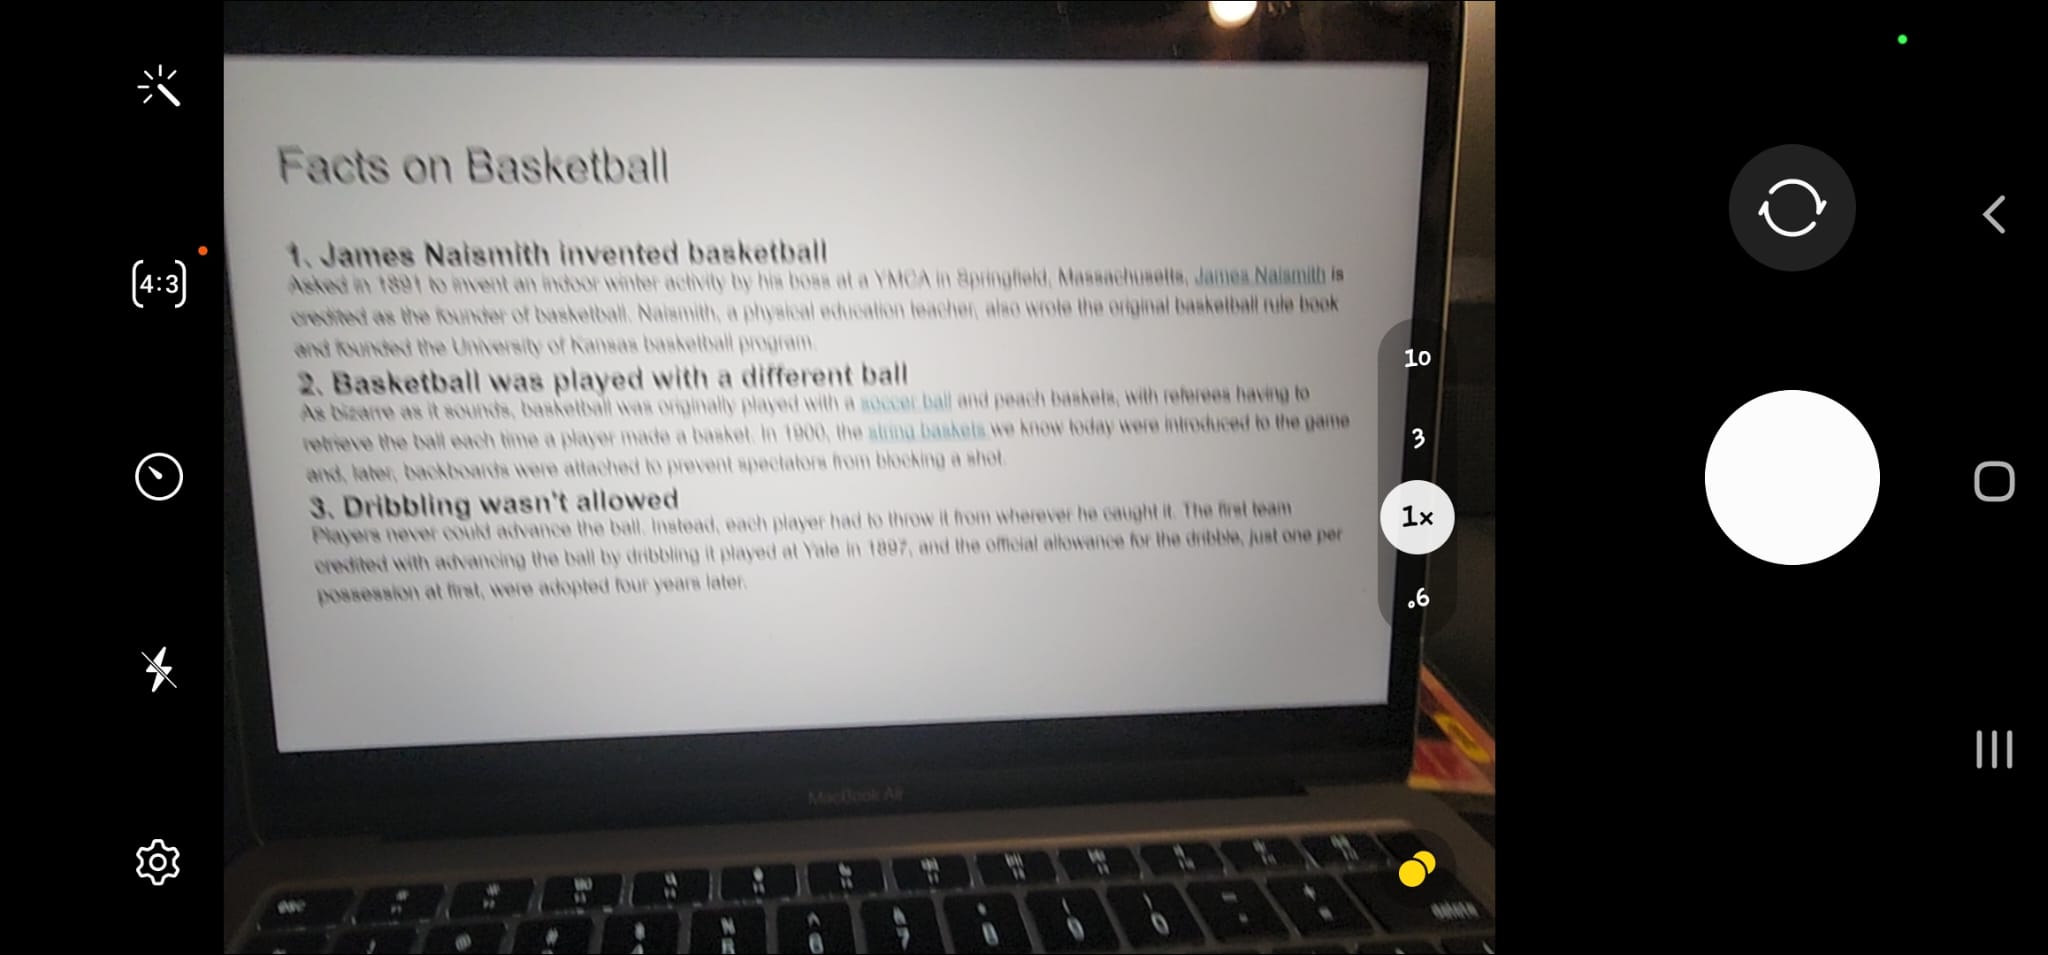 Facts on Basketball
1. James Naismith invented basketball
Asked in 1891 to invent an indoor winter activity by his boss at a YMCA in Springfield, Massachusetts, James Naismith is
credited as the founder of basketball. Naismith, a physical education teacher, also wrote the original basketball rule book
and founded the University of Kansas basketball program.
2. Basketball was played with a different ball
As bizarre as it sounds, basketball was originally played with a soccer ball and peach baskets, with referees having to
retrieve the ball each time a player made a basket. In 1900, the string baskets we know today were introduced to the game
and, later, backboards were attached to prevent spectators from blocking a shot.
3. Dribbling wasn't allowed
Players never could advance the ball. Instead, each player had to throw it from wherever he caught it. The first team
credited with advancing the ball by dribbling it played at Yale in 1897, and the official allowance for the dribble, just one per
possession at first, were adopted four years later.
4:3
10
3
1x
.6
MacBook Air
esc
delete